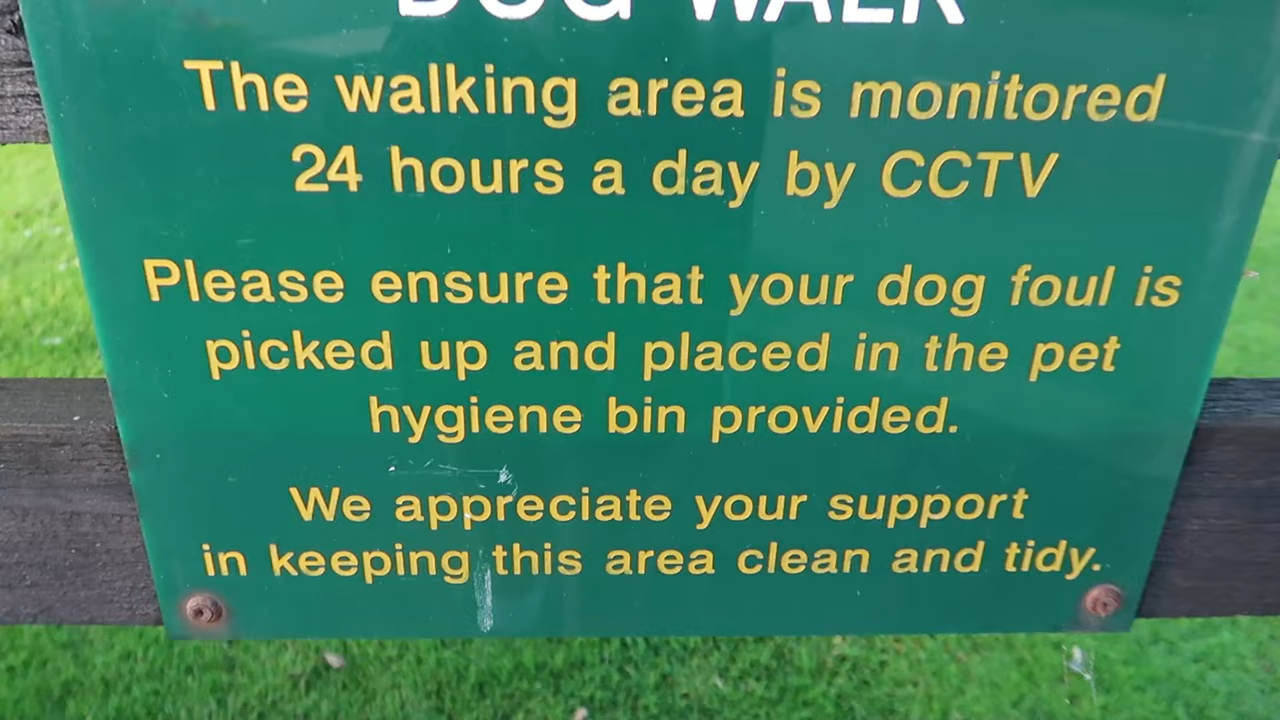 DOG WALK
The walking area is monitored
24 hours a day by CCTV
Please ensure that your dog foul is
picked up and placed in the pet
hygiene bin provided.
We appreciate your support
in keeping this area clean and tidy.